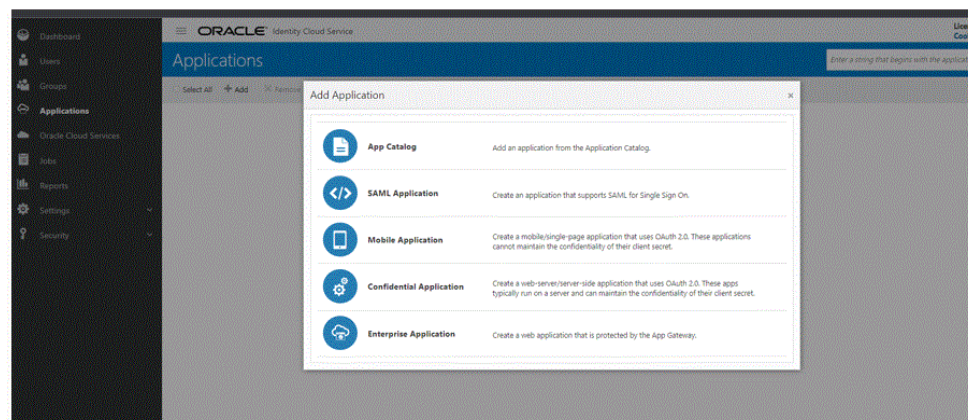 Dashboard
Users
Groups
Applications
Oracle Cloud Services
Jobs
Reports
Settings
Security
ORACLE Identity Cloud Service
Applications
Enter a string that begins with the
Select All + Add × Remove
Add Application ×
App Catalog
Add an application from the Application Catalog.
SAML Application
Create an application that supports SAML for Single Sign On.
Mobile Application
Create a mobile/single-page application that uses OAuth 2.0. These applications
cannot maintain the confidentiality of their client secret.
Confidential Application
Create a web-server/server-side application that uses OAuth 2.0. These apps
typically run on a server and can maintain the confidentiality of their client secret.
Enterprise Application
Create a web application that is protected by the App Gateway.